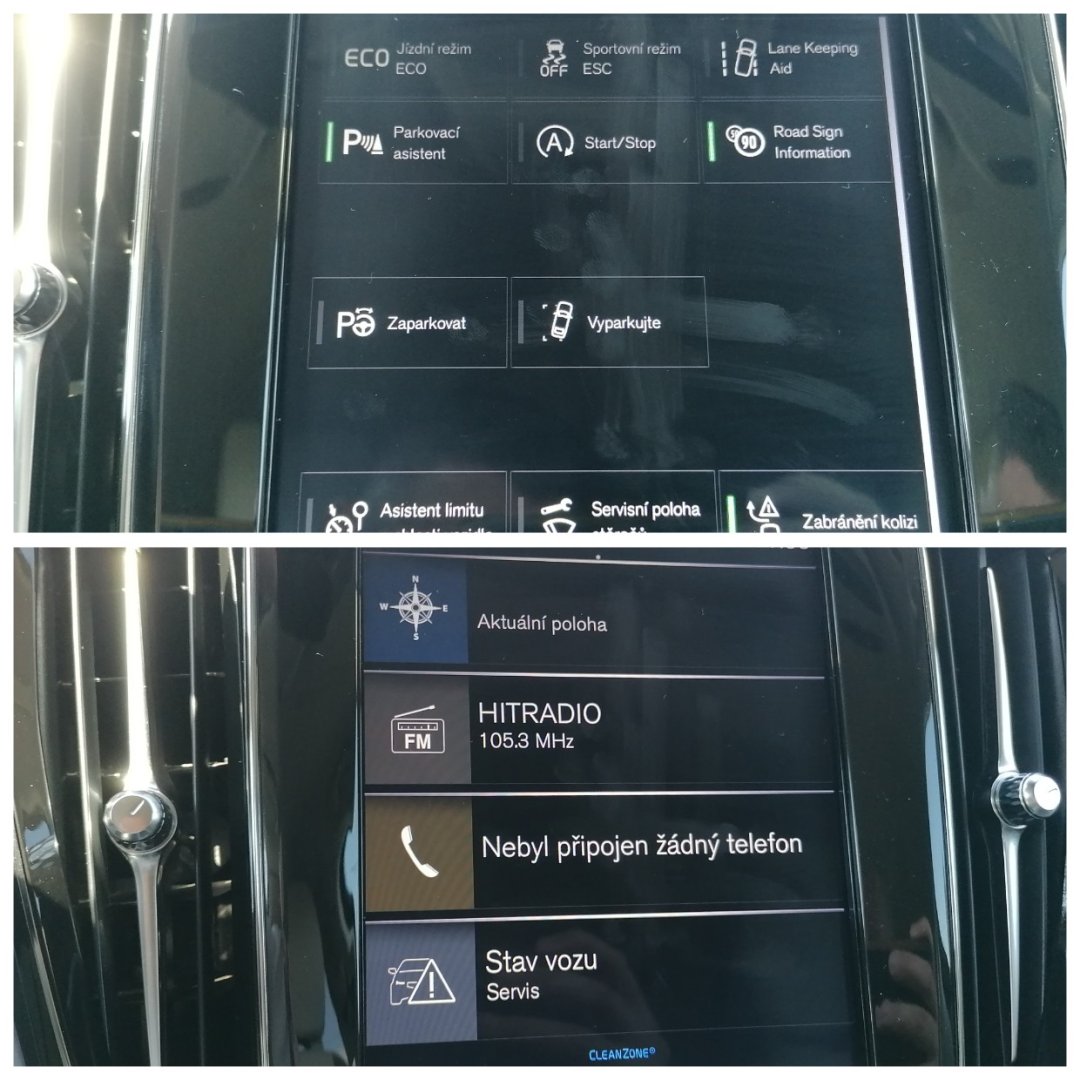 ECO
Jízdní režim
ECO
OFF
Sportovní režim
ESC
Lane Keeping
Aid
P
Parkovací
asistent
A
Start/Stop
50
90
Road Sign
Information
P
Zaparkovat
Vyparkujte
Asistent limitu
Servisní poloha
stěračů
Zabránění kolizi
N
W
E
S
Aktuální poloha
FM
HITRADIO
105.3 MHz
Nebyl připojen žádný telefon
Stav vozu
Servis
CLEANZONE®